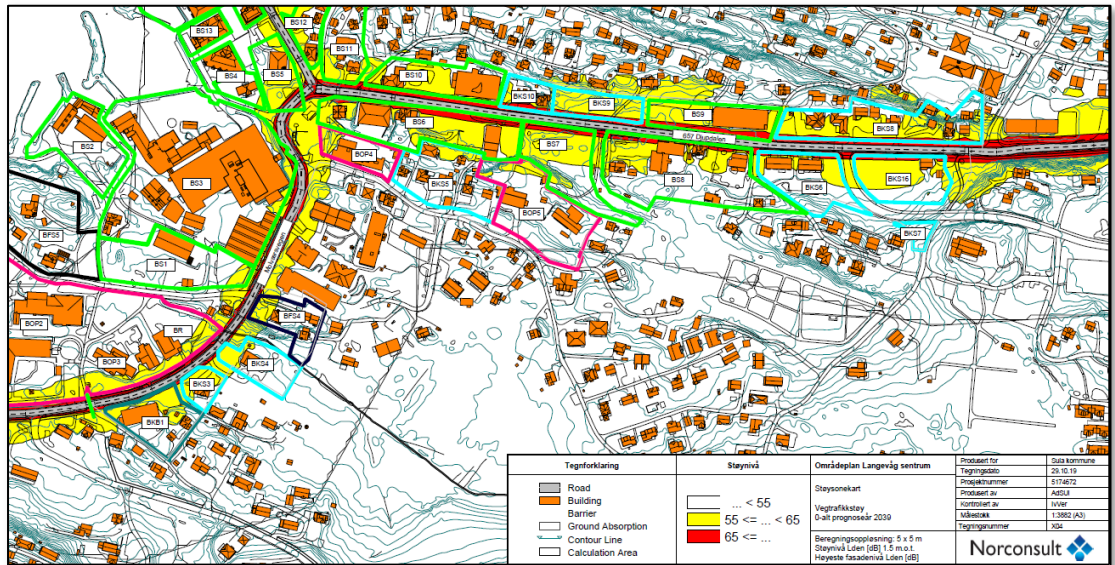 BS13
BS12
BS11
BS4
BS5
BS10
BKS10
BKS9
BS9
BKS8
BS2
BS6
BS7
657 Djupdalen
BOP4
BKS5
BS8
BKS6
BKS16
BS3
BOP5
BKS7
BFS5
BS1
BFS4
BOP2
BR
BOP3
BKS4
BKS3
BKB1
Tegnforklaring
Road
Building
Barrier
Ground Absorption
Contour Line
Calculation Area
Støynivå
... < 55
55 <= ... < 65
65 <= ...
Områdeplan Langevåg sentrum
Støysonekart
Vegtrafikkstøy
0-alt prognoseår 2039
Beregningsoppløsning: 5 x 5 m
Støynivå Lden [dB] 1.5 m.o.t.
Høyeste fasadenivå Lden [dB]
Produsert for Sula kommune
Tegningsdato 29.10.19
Prosjektnummer 5174672
Produsert av AdSUl
Kontrollert av IvVer
Målestokk 1:3882 (A3)
Tegningsnummer X04
Norconsult